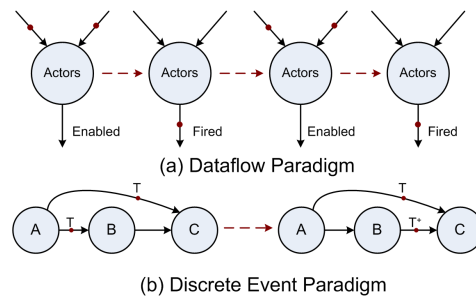 Actors Actors Actors Actors
Enabled Fired Enabled Fired
(a) Dataflow Paradigm
T T
A T B C A B T+ C
(b) Discrete Event Paradigm